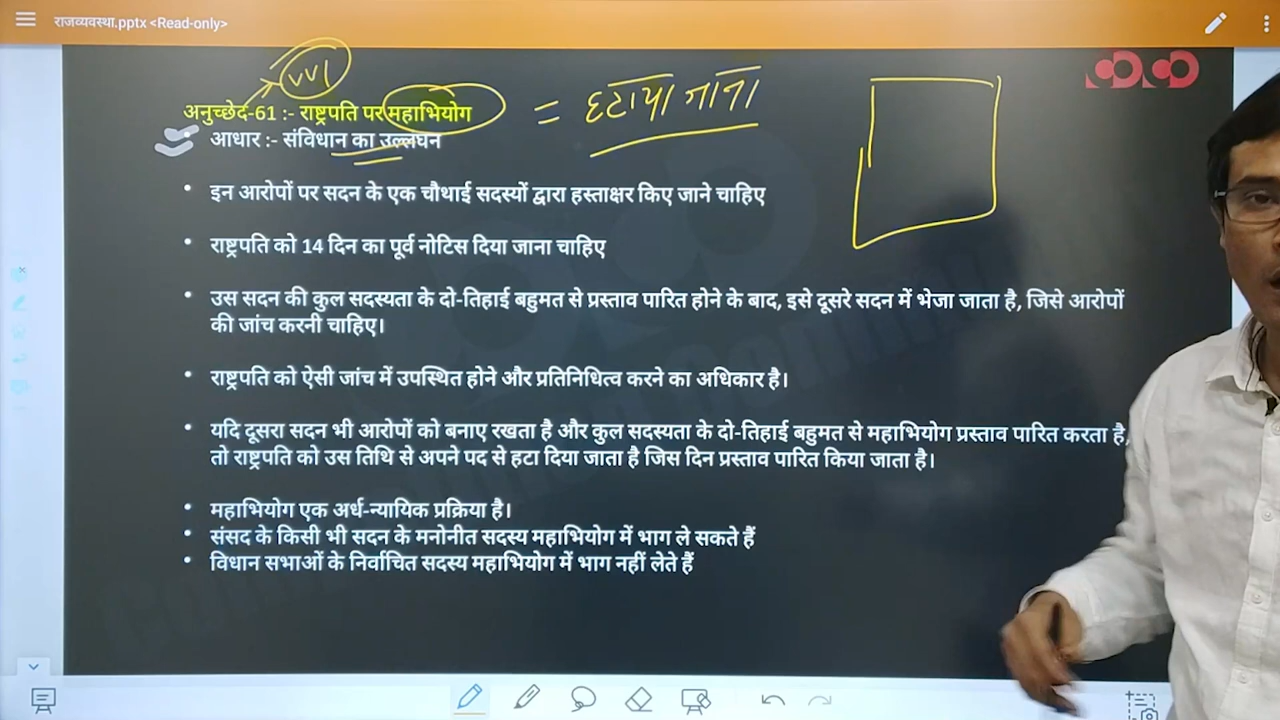 राजव्यवस्था.pptx <Read-only>
VVI
अनुच्छेद-61 :- राष्ट्रपति पर महाभियोग = हटाया जाना
आधार :- संविधान का उल्लघन
• इन आरोपों पर सदन के एक चौथाई सदस्यों द्वारा हस्ताक्षर किए जाने चाहिए
• राष्ट्रपति को 14 दिन का पूर्व नोटिस दिया जाना चाहिए
• उस सदन की कुल सदस्यता के दो-तिहाई बहुमत से प्रस्ताव पारित होने के बाद, इसे दूसरे सदन में भेजा जाता है, जिसे आरोपों
की जांच करनी चाहिए।
• राष्ट्रपति को ऐसी जांच में उपस्थित होने और प्रतिनिधित्व करने का अधिकार है।
• यदि दूसरा सदन भी आरोपों को बनाए रखता है और कुल सदस्यता के दो-तिहाई बहुमत से महाभियोग प्रस्ताव पारित करता है,
तो राष्ट्रपति को उस तिथि से अपने पद से हटा दिया जाता है जिस दिन प्रस्ताव पारित किया जाता है।
• महाभियोग एक अर्ध-न्यायिक प्रक्रिया है।
• संसद के किसी भी सदन के मनोनीत सदस्य महाभियोग में भाग ले सकते हैं
• विधान सभाओं के निर्वाचित सदस्य महाभियोग में भाग नहीं लेते हैं